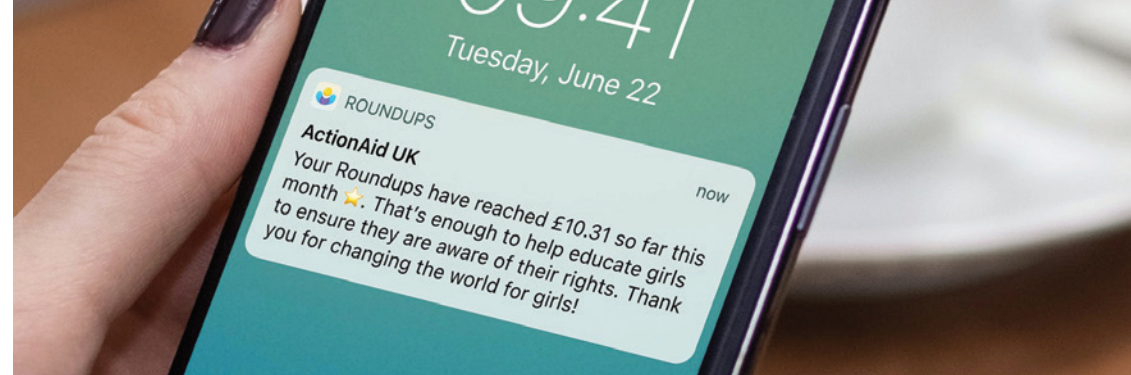 09:41
Tuesday, June 22
ROUNDUPS
now
ActionAid UK
Your Roundups have reached £10.31 so far this
month ⭐. That's enough to help educate girls
to ensure they are aware of their rights. Thank
you for changing the world for girls!